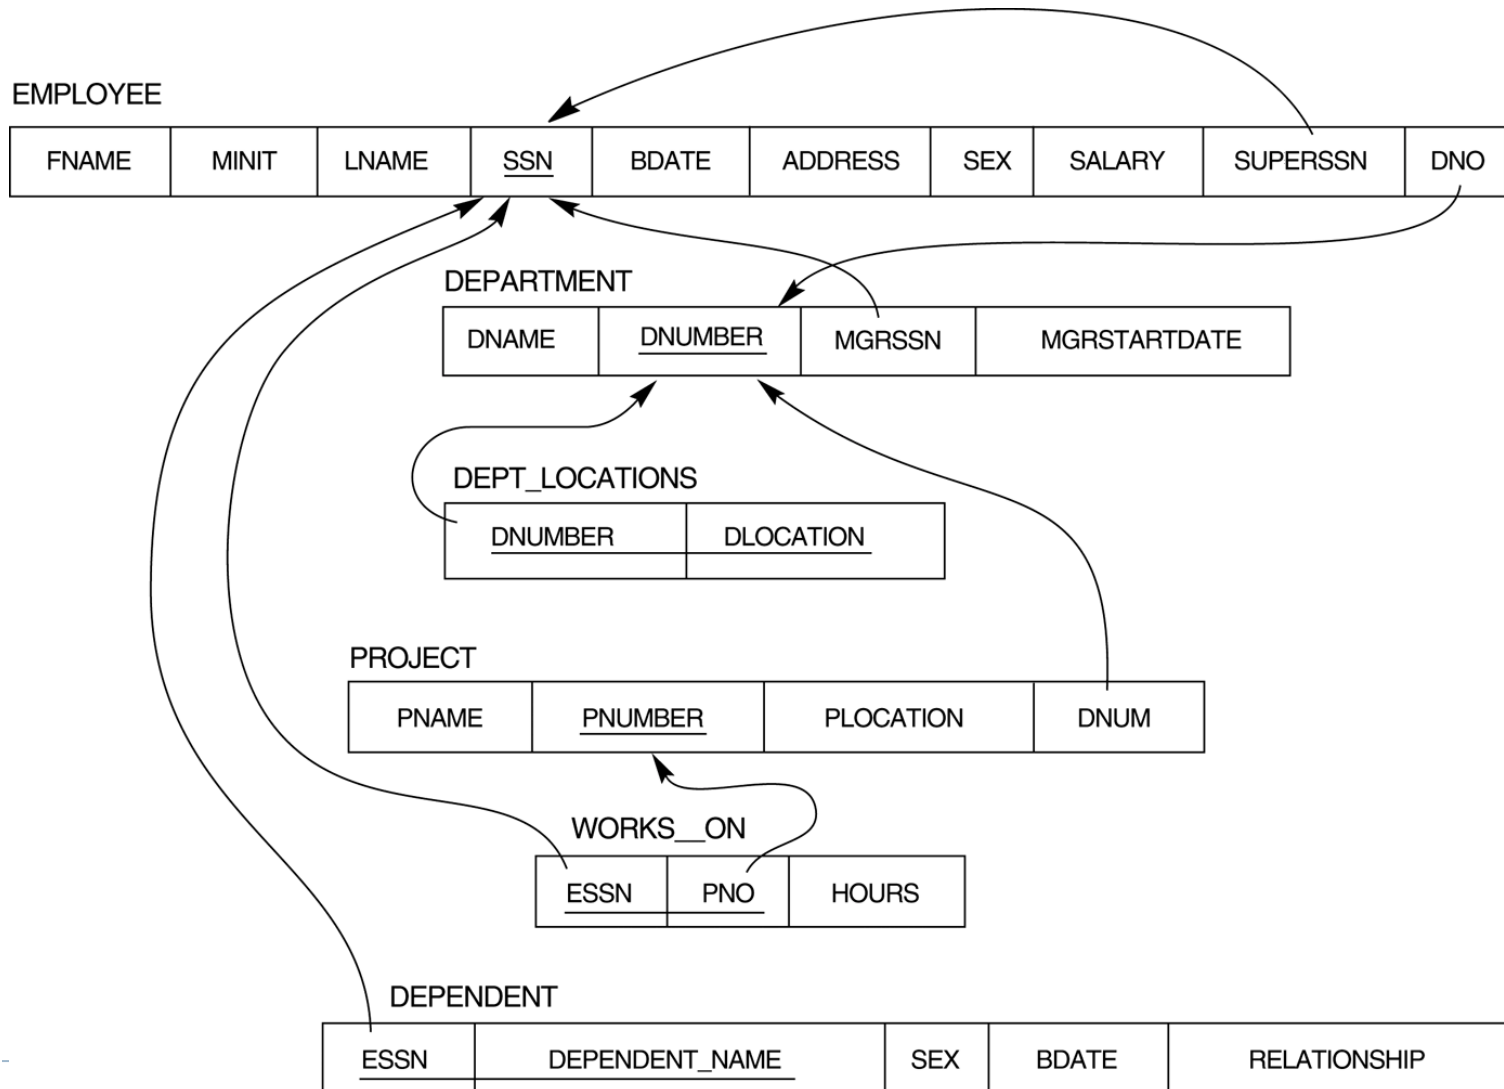 EMPLOYEE
FNAME MINIT LNAME SSN BDATE ADDRESS SEX SALARY SUPERSSN DNO
DEPARTMENT
DNAME DNUMBER MGRSSN MGRSTARTDATE
DEPT_LOCATIONS
DNUMBER DLOCATION
PROJECT
PNAME PNUMBER PLOCATION DNUM
WORKS__ON
ESSN PNO HOURS
DEPENDENT
ESSN DEPENDENT_NAME SEX BDATE RELATIONSHIP